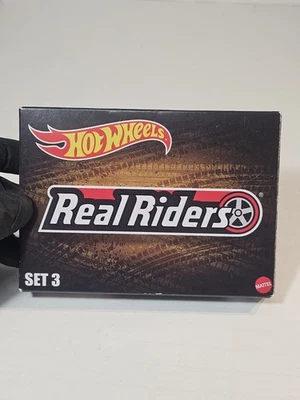 HOT WHEELS
Real Riders®
SET 3
MATTEL